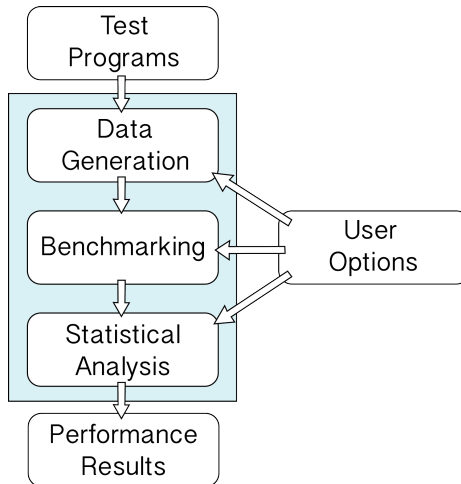 Test
Programs
Data
Generation
Benchmarking
User
Options
Statistical
Analysis
Performance
Results